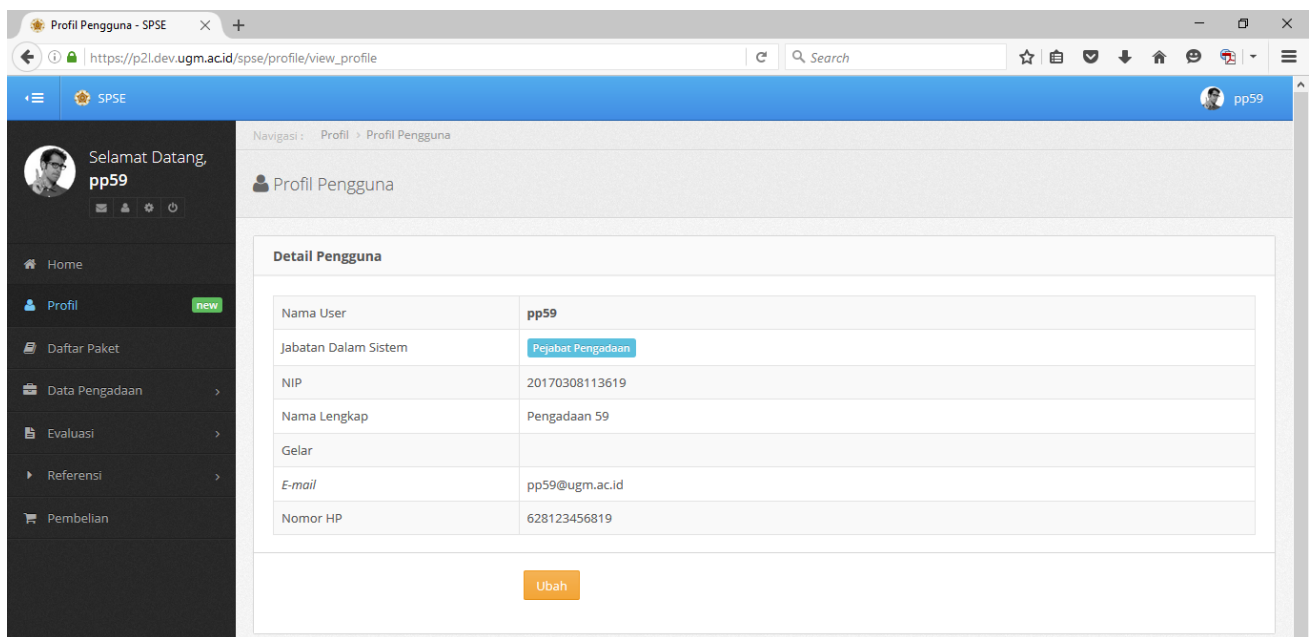 Profil Pengguna - SPSE
https://p2l.dev.ugm.ac.id/spse/profile/view_profile
Search
SPSE
pp59
Selamat Datang,
pp59
Home
Profil new
Daftar Paket
Data Pengadaan
Evaluasi
Referensi
Pembelian
Navigasi : Profil > Profil Pengguna
Profil Pengguna
Detail Pengguna
Nama User pp59
Jabatan Dalam Sistem Pejabat Pengadaan
NIP 20170308113619
Nama Lengkap Pengadaan 59
Gelar
E-mail pp59@ugm.ac.id
Nomor HP 628123456819
Ubah